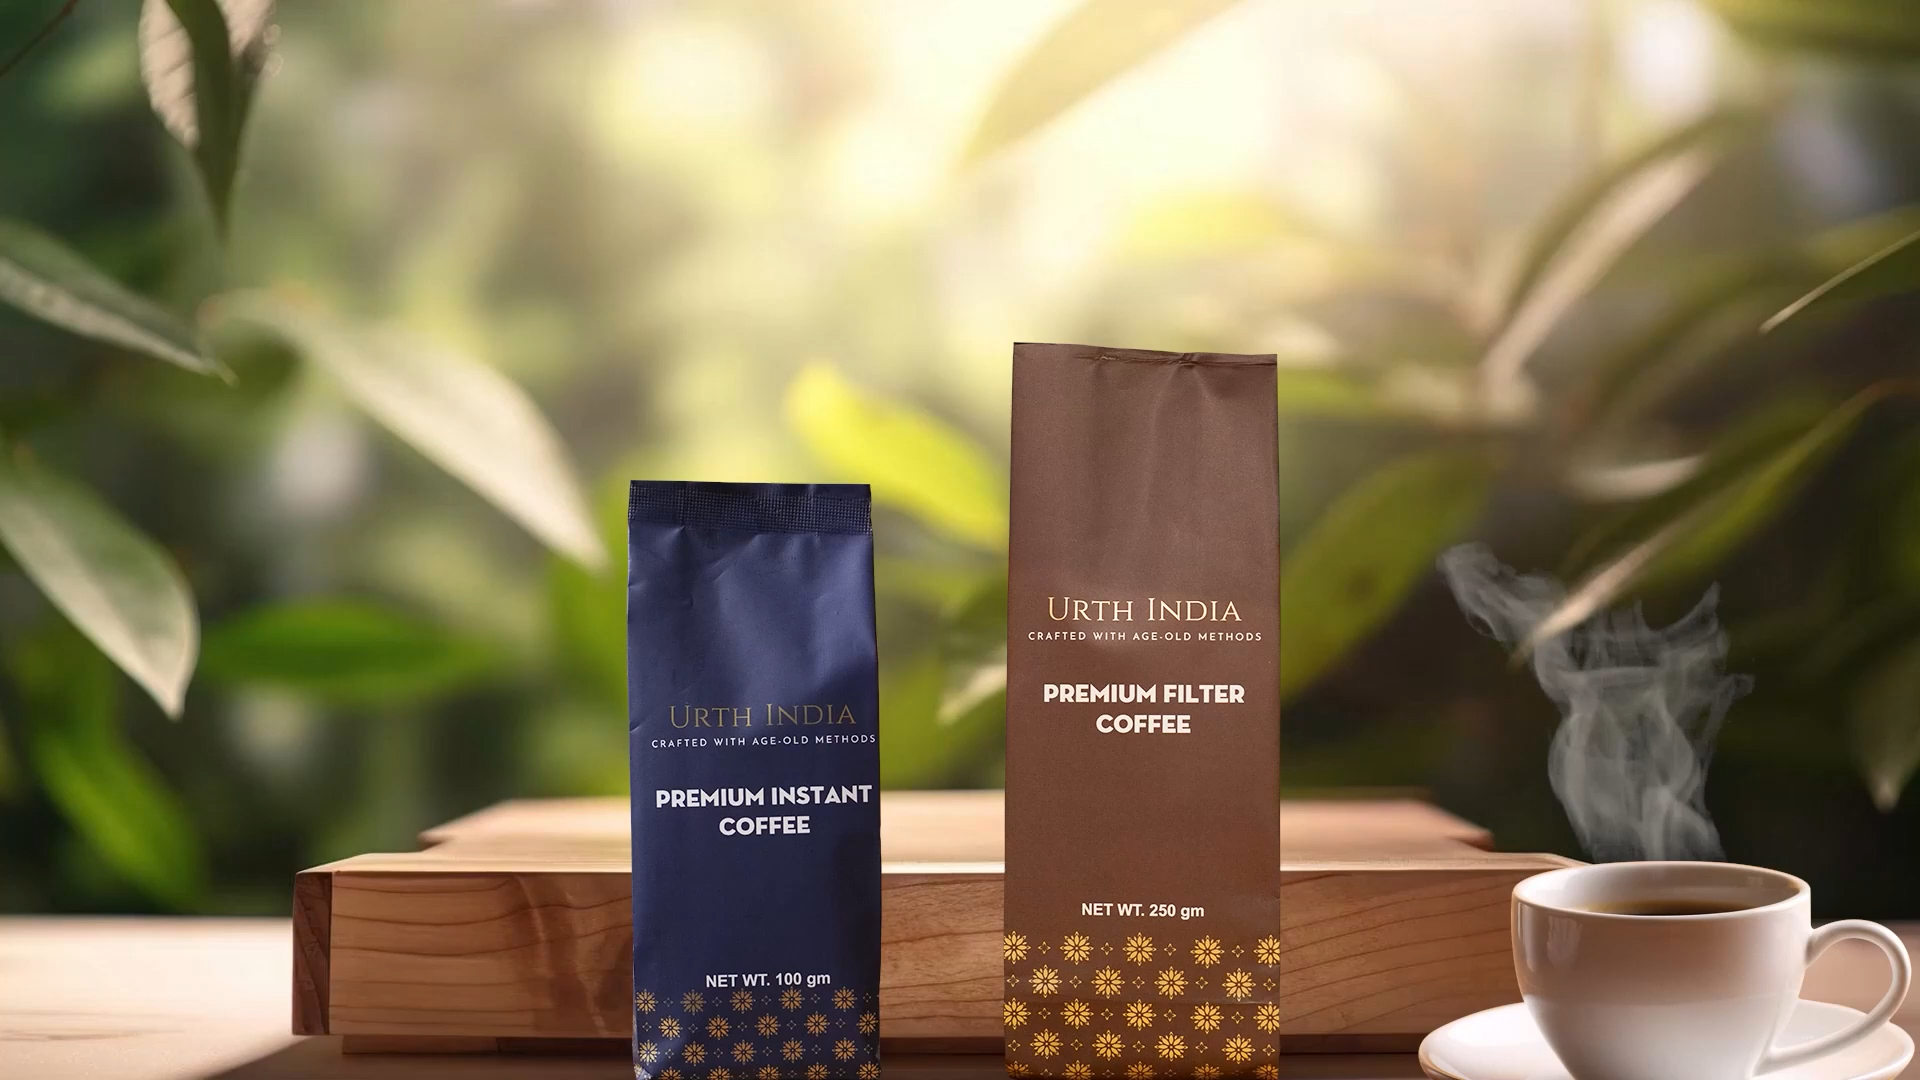 URTH INDIA
CRAFTED WITH AGE-OLD METHODS
PREMIUM INSTANT
COFFEE
NET WT. 100 gm
URTH INDIA
CRAFTED WITH AGE-OLD METHODS
PREMIUM FILTER
COFFEE
NET WT. 250 gm